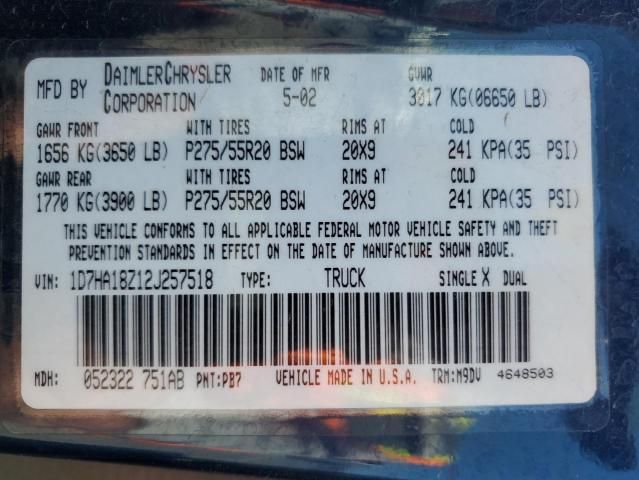 MFD BY DAIMLERCHRYSLER CORPORATION DATE OF MFR 5-02 GVWR 3017 KG(06650 LB)
GAWR FRONT WITH TIRES RIMS AT COLD
1656 KG(3650 LB) P275/55R20 BSW 20X9 241 KPA(35 PSI)
GAWR REAR WITH TIRES RIMS AT COLD
1770 KG(3900 LB) P275/55R20 BSW 20X9 241 KPA(35 PSI)
THIS VEHICLE CONFORMS TO ALL APPLICABLE FEDERAL MOTOR VEHICLE SAFETY AND THEFT
PREVENTION STANDARDS IN EFFECT ON THE DATE OF MANUFACTURE SHOWN ABOVE.
VIN: 1D7HA18Z12J257518 TYPE: TRUCK SINGLE X DUAL
MDH: 052322 751AB PNT:PB7 VEHICLE MADE IN U.S.A. TRM:M9DV 4648503